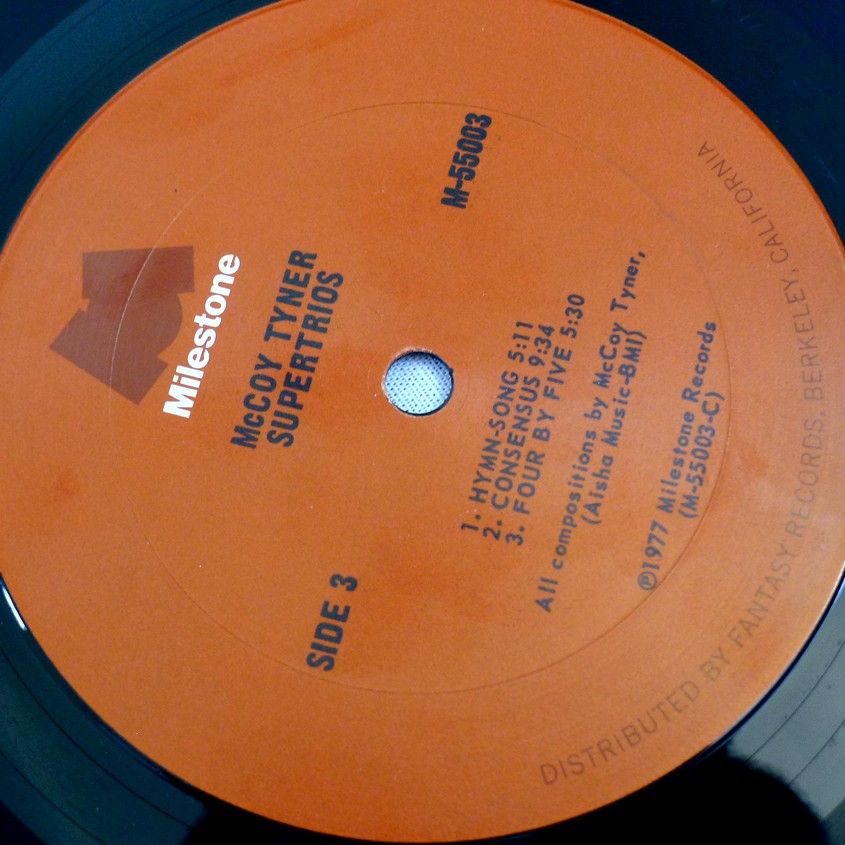 Milestone
McCOY TYNER
SUPERTRIOS
SIDE 3
M-55003
1. HYMN-SONG 5:11
2. CONSENSUS 9:34
3. FOUR BY FIVE 5:30
All compositions by McCoy Tyner,
(Aisha Music-BMI)
℗1977 Milestone Records
(M-55003-C)
DISTRIBUTED BY FANTASY RECORDS, BERKELEY, CALIFORNIA